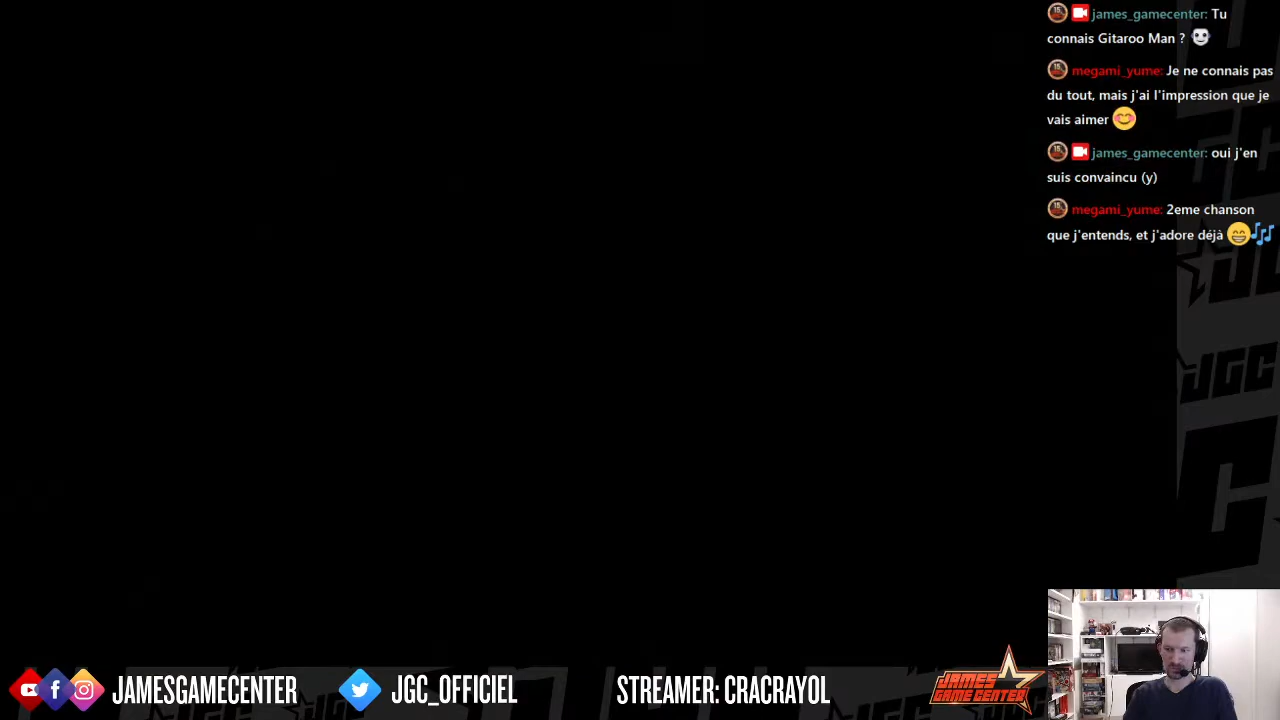 james_gamecenter: Tu
connais Gitaroo Man ?
megami_yume: Je ne connais pas
du tout, mais j'ai l'impression que je
vais aimer
james_gamecenter: oui j'en
suis convaincu (y)
megami_yume: 2eme chanson
que j'entends, et j'adore déjà
JGC
JGC
JAMESGAMECENTER
JGC_OFFICIEL
STREAMER: CRACRAYOL
JAMES
GAME CENTER